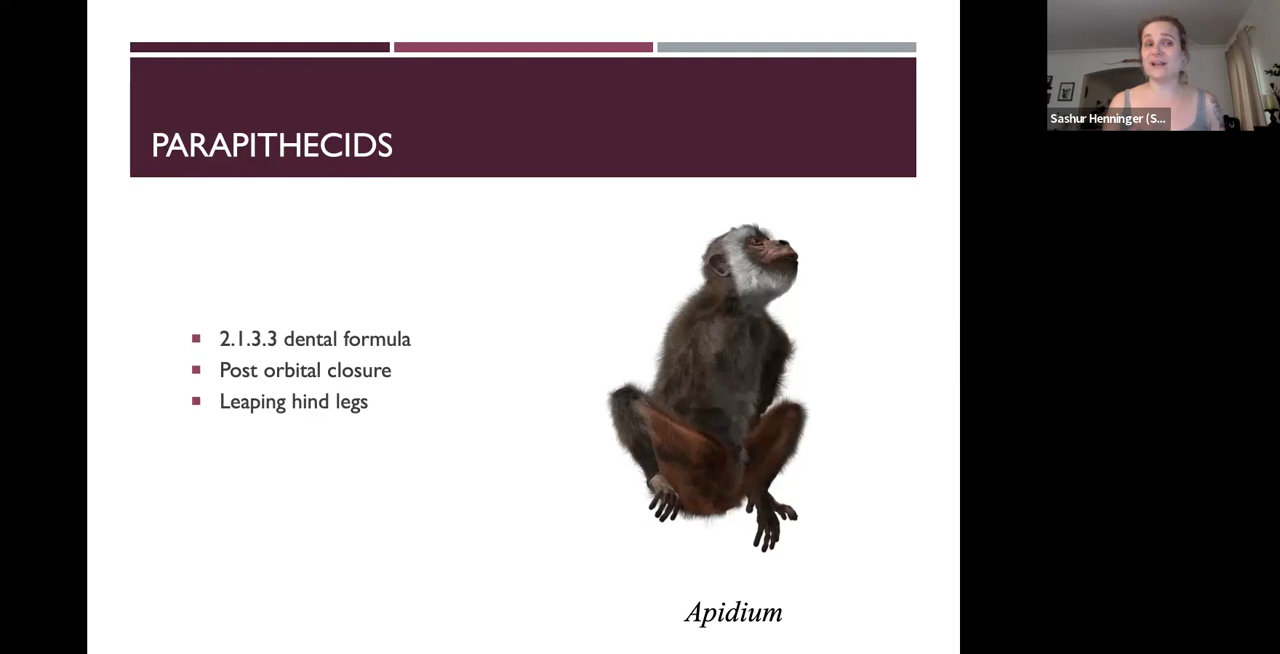 PARAPITHECIDS
2.1.3.3 dental formula
Post orbital closure
Leaping hind legs
Apidium
Sashur Henninger (S...